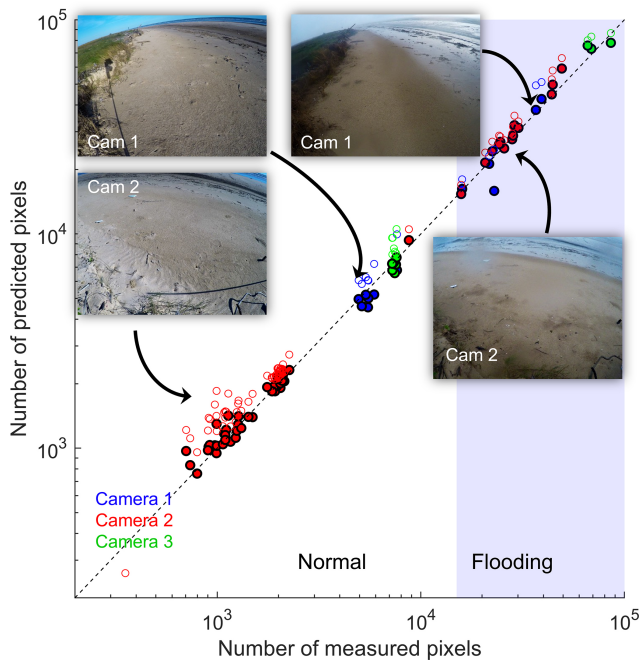 10^5
Cam 1
Cam 1
Cam 2
10^4
Cam 2
Number of predicted pixels
10^3
Camera 1
Camera 2
Camera 3
Normal
Flooding
10^3
10^4
10^5
Number of measured pixels